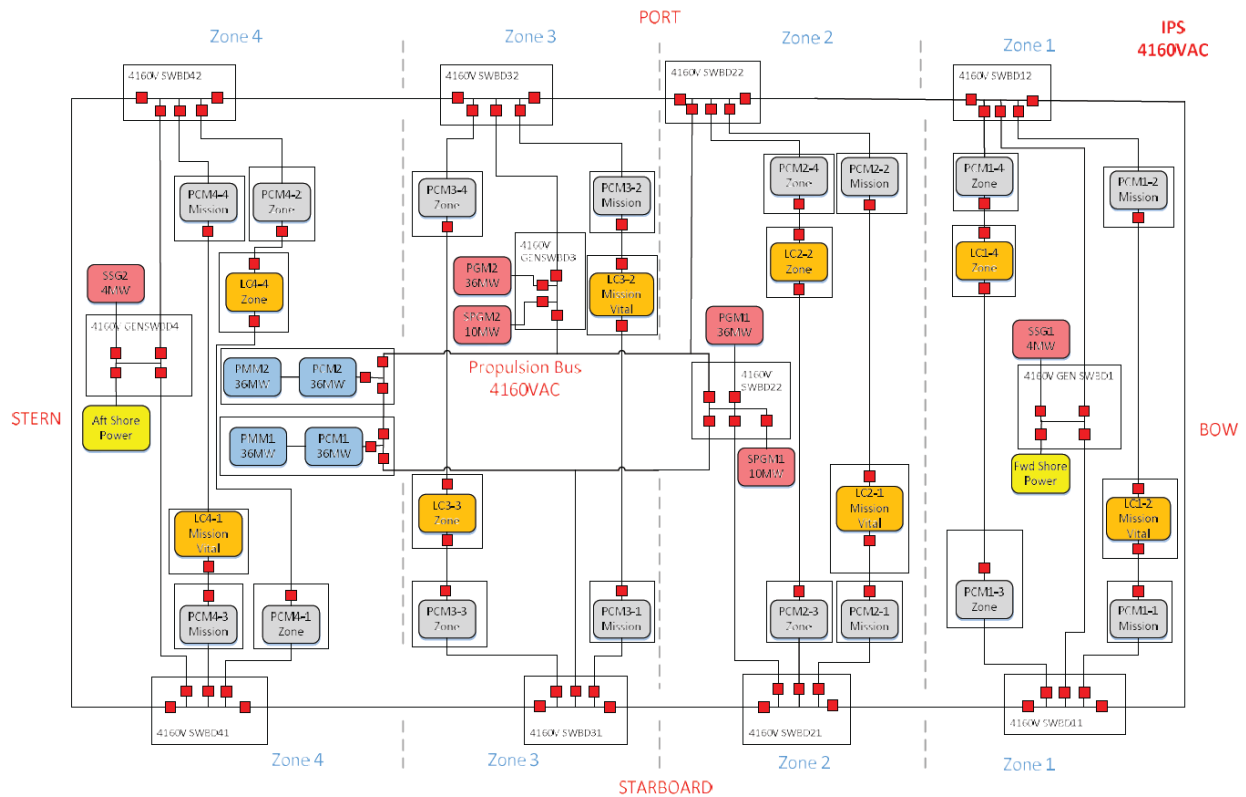 PORT
IPS
4160VAC
Zone 4
Zone 3
Zone 2
Zone 1
4160V SWBD42
4160V SWBD32
4160V SWBD22
4160V SWBD12
PCM4-4
Mission
PCM4-2
Zone
PCM3-4
Zone
PCM3-2
Mission
PCM2-4
Zone
PCM2-2
Mission
PCM1-4
Zone
PCM1-2
Mission
SSG2
4MW
LC4-4
Zone
PGM2
36MW
SPGM2
10MW
4160V
GENSWBD3
LC3-2
Mission
Vital
LC2-2
Zone
LC1-4
Zone
4160V GENSWBD4
PGM1
36MW
SSG1
4MW
PMM2
36MW
PCM2
36MW
Propulsion Bus
4160VAC
4160V
SWBD22
4160V GEN SWBD1
STERN
Aft Shore
Power
BOW
PMM1
36MW
PCM1
36MW
SPGM1
10MW
Fwd Shore
Power
LC4-1
Mission
Vital
LC3-3
Zone
LC2-1
Mission
Vital
LC1-2
Mission
Vital
PCM4-3
Mission
PCM4-1
Zone
PCM3-3
Zone
PCM3-1
Mission
PCM2-3
Zone
PCM2-1
Mission
PCM1-3
Zone
PCM1-1
Mission
4160V SWBD41
4160V SWBD31
4160V SWBD21
4160V SWBD11
Zone 4
Zone 3
Zone 2
Zone 1
STARBOARD